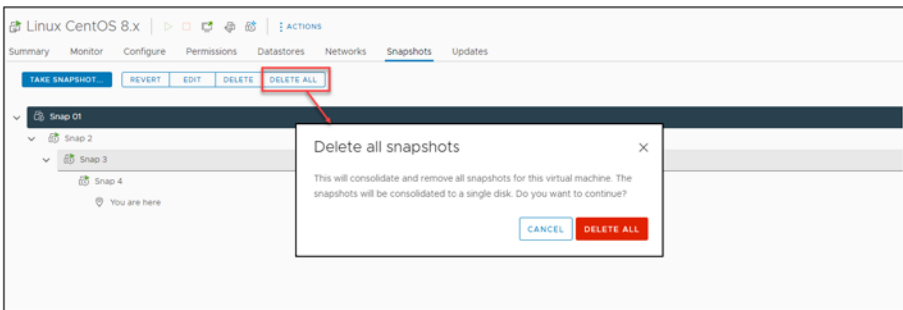 Linux CentOS 8.x ACTIONS
Summary Monitor Configure Permissions Datastores Networks Snapshots Updates
TAKE SNAPSHOT... REVERT EDIT DELETE DELETE ALL
Snap 01
Snap 2
Snap 3
Snap 4
You are here
Delete all snapshots
This will consolidate and remove all snapshots for this virtual machine. The
snapshots will be consolidated to a single disk. Do you want to continue?
CANCEL DELETE ALL